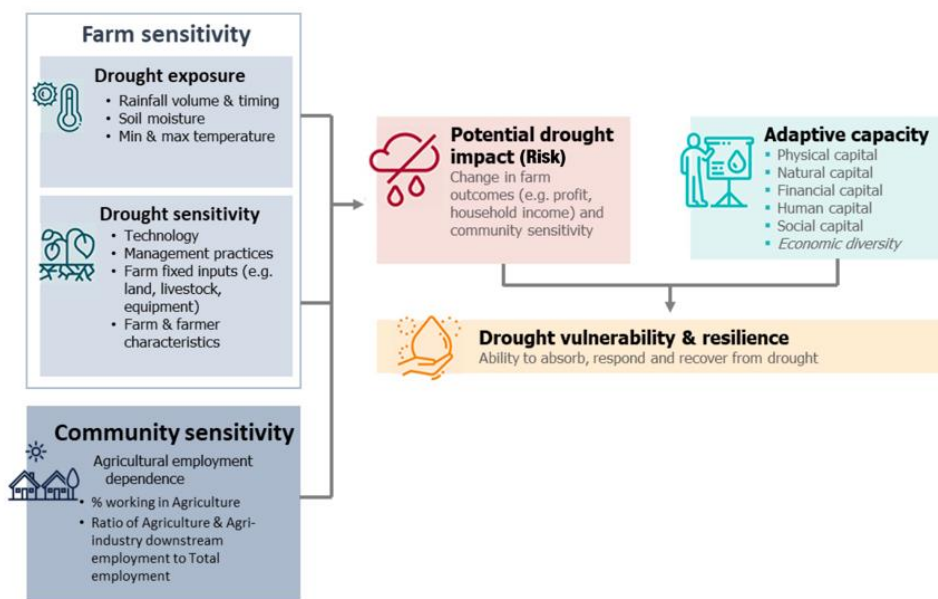 Farm sensitivity
Drought exposure
• Rainfall volume & timing
• Soil moisture
• Min & max temperature
Drought sensitivity
• Technology
• Management practices
• Farm fixed inputs (e.g.
land, livestock,
equipment)
• Farm & farmer
characteristics
Community sensitivity
Agricultural employment
dependence
• % working in Agriculture
• Ratio of Agriculture & Agri-
industry downstream
employment to Total
employment
Potential drought
impact (Risk)
Change in farm
outcomes (e.g. profit,
household income) and
community sensitivity
Adaptive capacity
▪ Physical capital
▪ Natural capital
▪ Financial capital
▪ Human capital
▪ Social capital
▪ Economic diversity
Drought vulnerability & resilience
Ability to absorb, respond and recover from drought